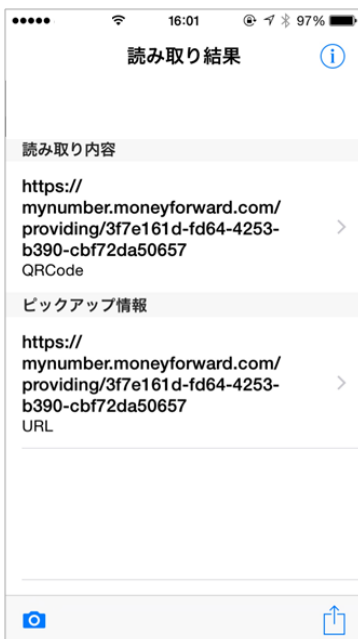 16:01
97%
読み取り結果
読み取り内容
https://
mynumber.moneyforward.com/
providing/3f7e161d-fd64-4253-
b390-cbf72da50657
QRCode
ピックアップ情報
https://
mynumber.moneyforward.com/
providing/3f7e161d-fd64-4253-
b390-cbf72da50657
URL